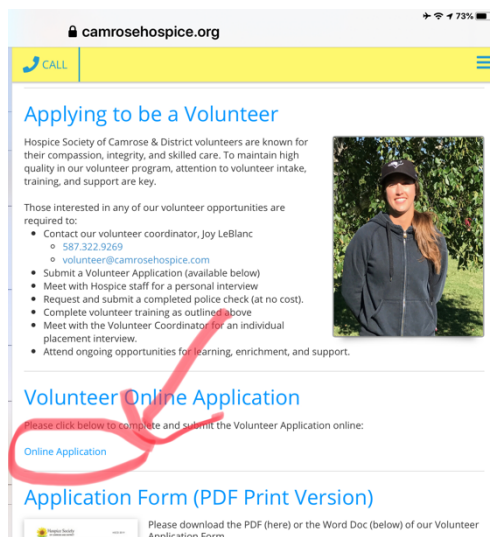 73%
camrosehospice.org
CALL
Applying to be a Volunteer
Hospice Society of Camrose & District volunteers are known for
their compassion, integrity, and skilled care. To maintain high
quality in our volunteer program, attention to volunteer intake,
training, and support are key.
Those interested in any of our volunteer opportunities are
required to:
Contact our volunteer coordinator, Joy LeBlanc
587.322.9269
volunteer@camrosehospice.com
Submit a Volunteer Application (available below)
Meet with Hospice staff for a personal interview
Request and submit a completed police check (at no cost).
Complete volunteer training as outlined above
Meet with the Volunteer Coordinator for an individual
placement interview.
Attend ongoing opportunities for learning, enrichment, and support.
Volunteer Online Application
Please click below to complete and submit the Volunteer Application online:
Online Application
Application Form (PDF Print Version)
Please download the PDF (here) or the Word Doc (below) of our Volunteer
Application Form
Hospice Society